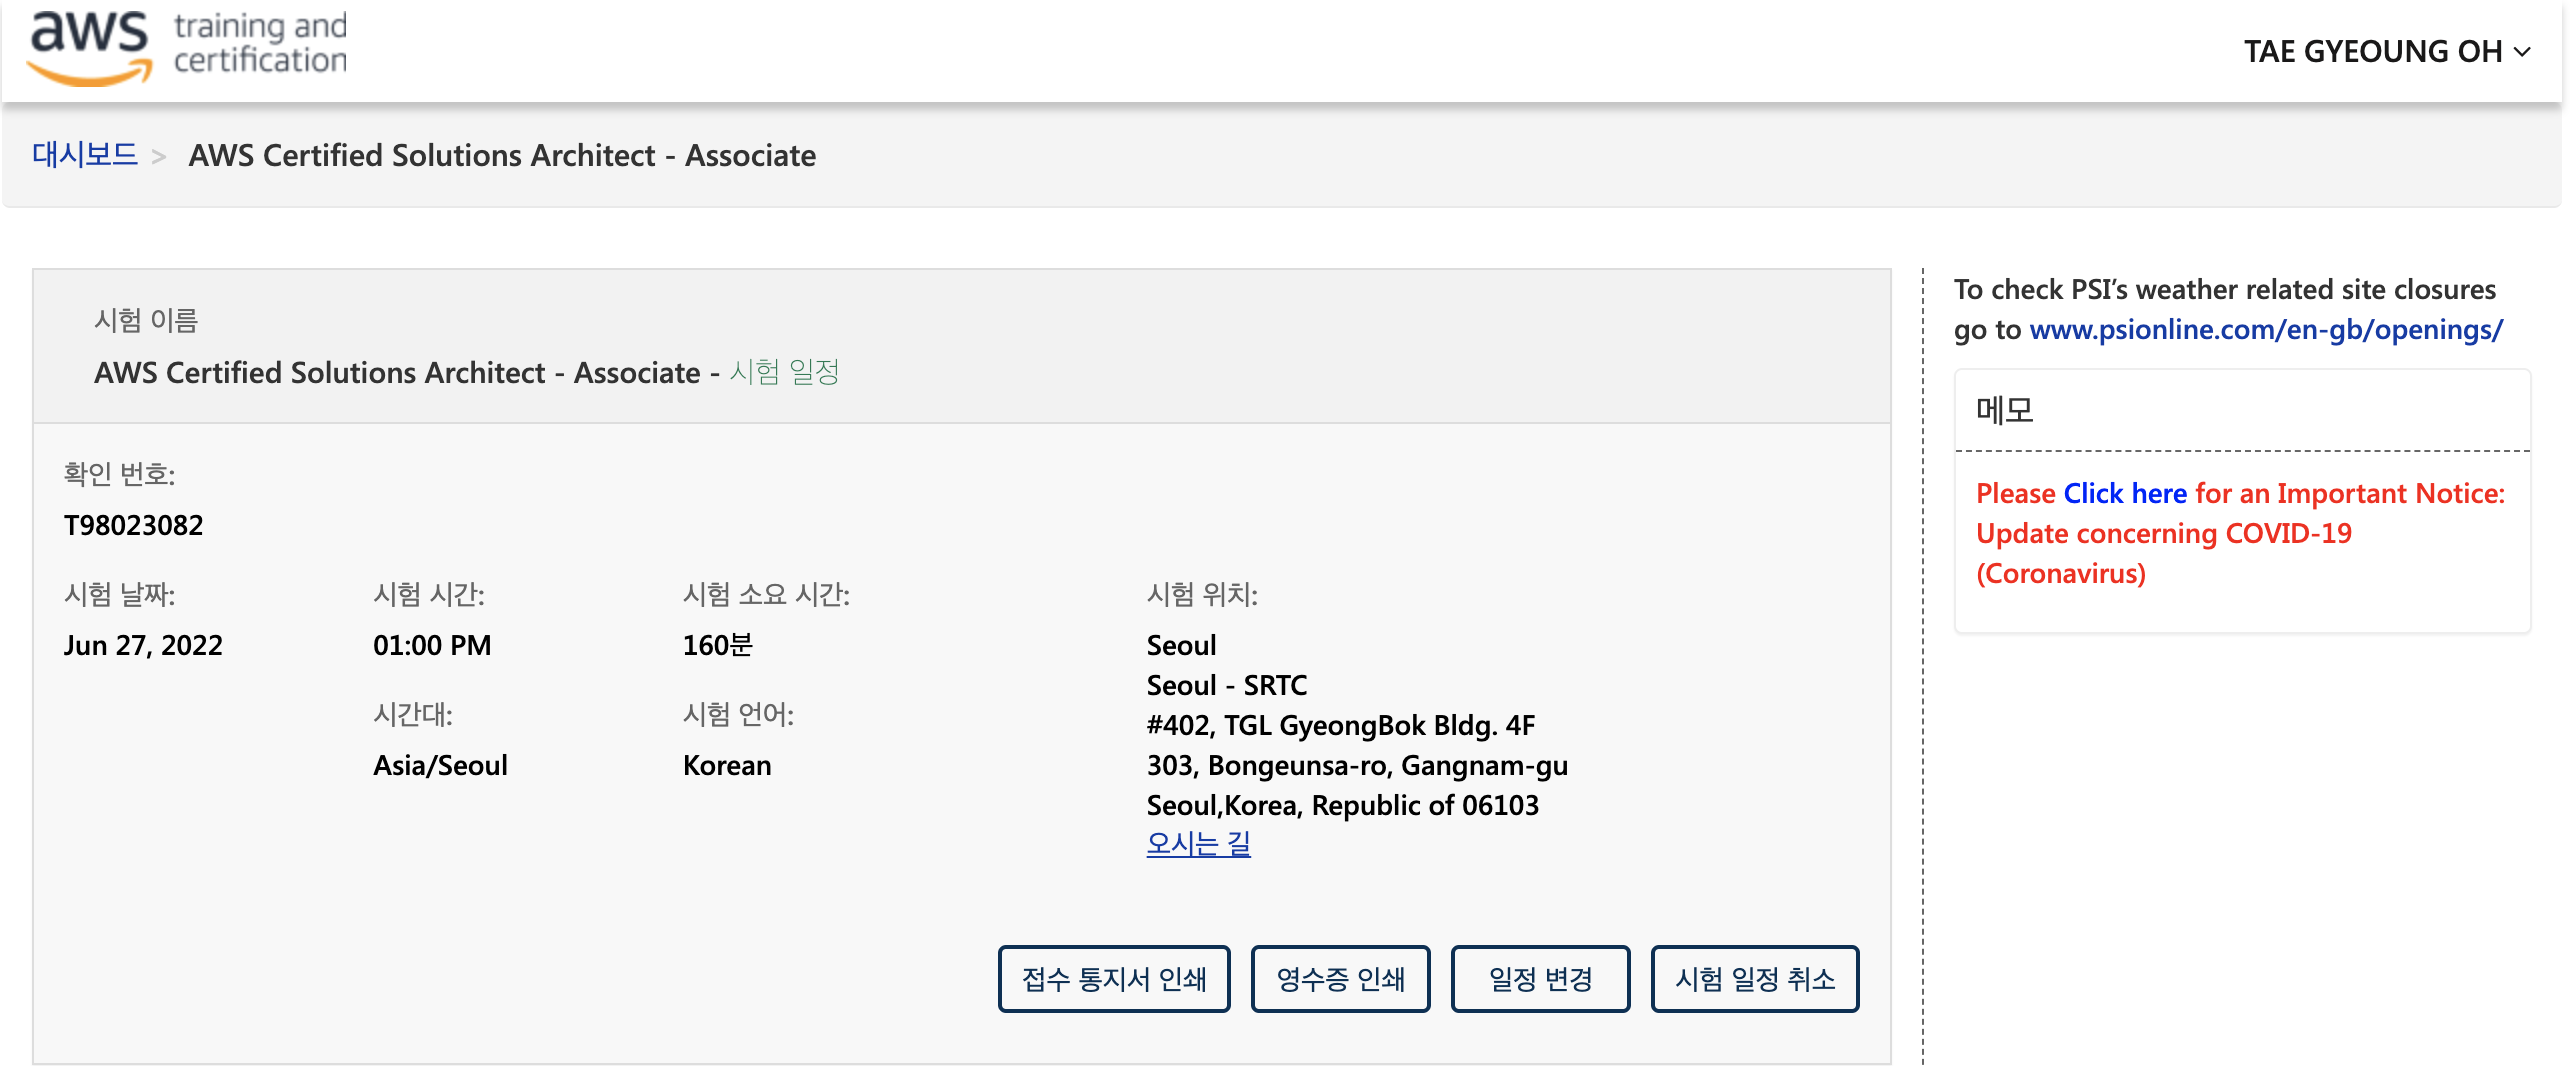 aws training and certification
TAE GYEOUNG OH
대시보드 > AWS Certified Solutions Architect - Associate
시험 이름
AWS Certified Solutions Architect - Associate - 시험 일정
확인 번호:
T98023082
시험 날짜:
Jun 27, 2022
시험 시간:
01:00 PM
시간대:
Asia/Seoul
시험 소요 시간:
160분
시험 언어:
Korean
시험 위치:
Seoul
Seoul - SRTC
#402, TGL GyeongBok Bldg. 4F
303, Bongeunsa-ro, Gangnam-gu
Seoul,Korea, Republic of 06103
오시는 길
접수 통지서 인쇄
영수증 인쇄
일정 변경
시험 일정 취소
To check PSI’s weather related site closures
go to www.psionline.com/en-gb/openings/
메모
Please Click here for an Important Notice:
Update concerning COVID-19
(Coronavirus)